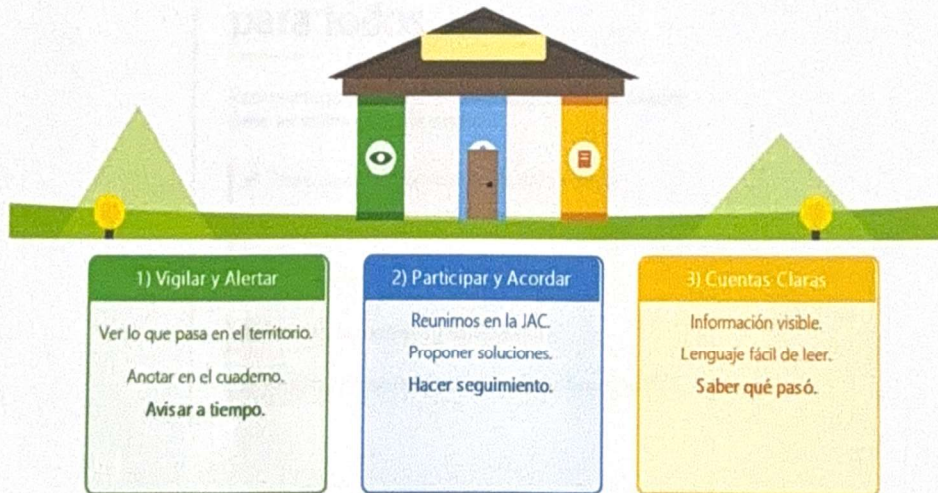 1) Vigilar y Alertar
Ver lo que pasa en el territorio.
Anotar en el cuaderno.
Avisar a tiempo.
2) Participar y Acordar
Reunirnos en la JAC.
Proponer soluciones.
Hacer seguimiento.
3) Cuentas Claras
Información visible.
Lenguaje fácil de leer.
Saber qué pasó.